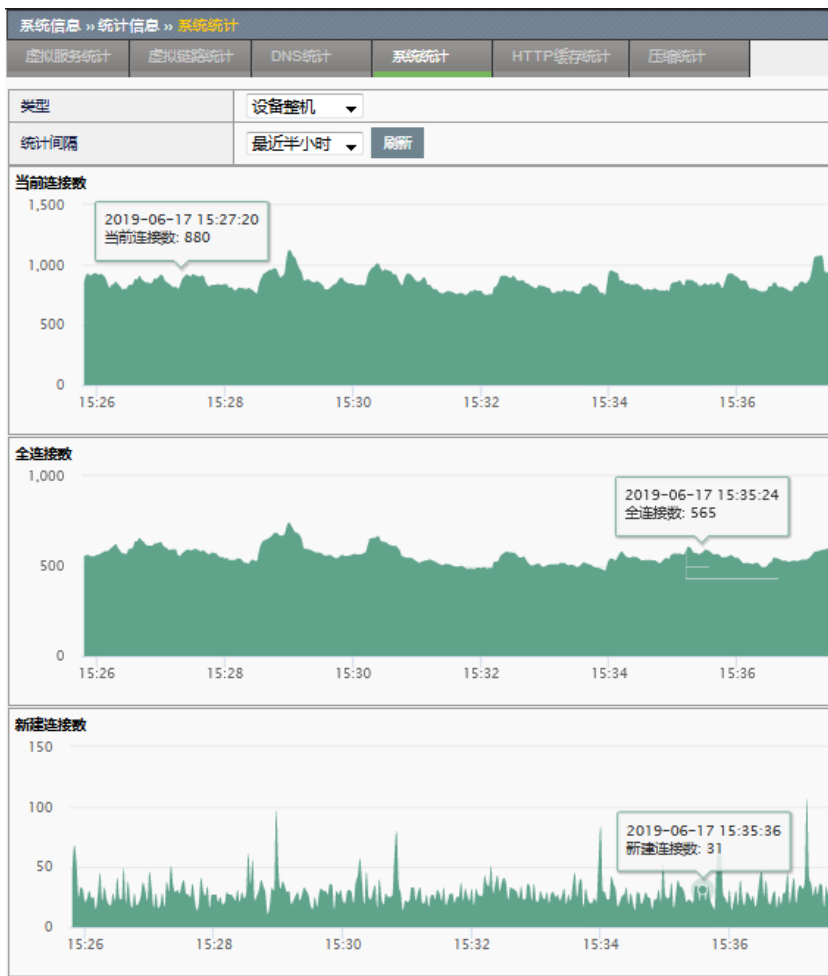 系统信息 » 统计信息 » 系统统计
虚拟服务统计 虚拟链路统计 DNS统计 系统统计 HTTP缓存统计 压缩统计
类型 设备整机
统计间隔 最近半小时 刷新
当前连接数
1,500
2019-06-17 15:27:20
当前连接数: 880
1,000
500
0
15:26 15:28 15:30 15:32 15:34 15:36
全连接数
1,000
2019-06-17 15:35:24
全连接数: 565
500
0
15:26 15:28 15:30 15:32 15:34 15:36
新建连接数
150
100
2019-06-17 15:35:36
新建连接数: 31
50
0
15:26 15:28 15:30 15:32 15:34 15:36